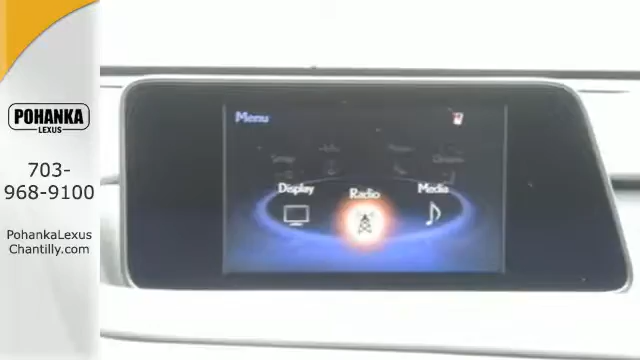 POHANKA
LEXUS
703-
968-9100
PohankaLexus
Chantilly.com
Menu
Display
Radio
Media